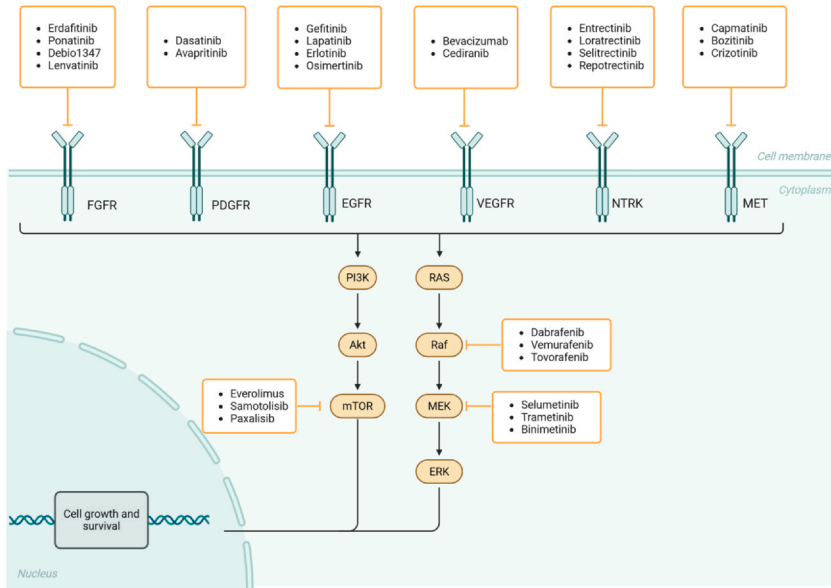 Erdafitinib
Ponatinib
Debio1347
Lenvatinib
Dasatinib
Avapritinib
Gefitinib
Lapatinib
Erlotinib
Osimertinib
Bevacizumab
Cediranib
Entrectinib
Loratrectinib
Selitrectinib
Repotrectinib
Capmatinib
Bozitinib
Crizotinib
Cell membrane
Cytoplasm
FGFR
PDGFR
EGFR
VEGFR
NTRK
MET
PI3K
RAS
Akt
Raf
Dabrafenib
Vemurafenib
Tovorafenib
Everolimus
Samotolisib
Paxalisib
mTOR
MEK
Selumetinib
Trametinib
Binimetinib
ERK
Cell growth and
survival
Nucleus